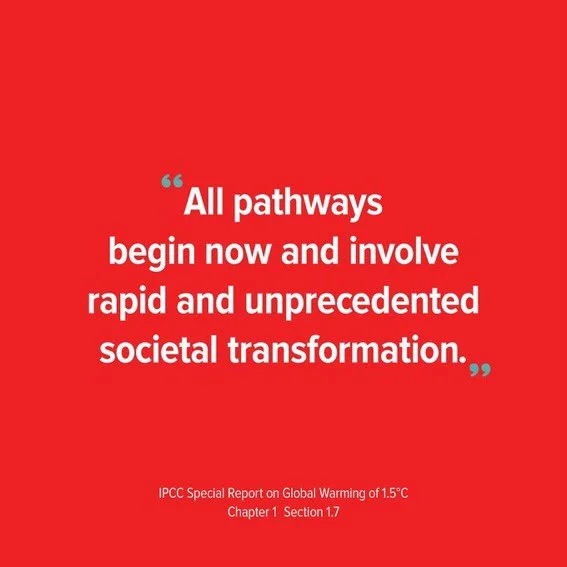 “All pathways
begin now and involve
rapid and unprecedented
societal transformation.”
IPCC Special Report on Global Warming of 1.5°C
Chapter 1 Section 1.7